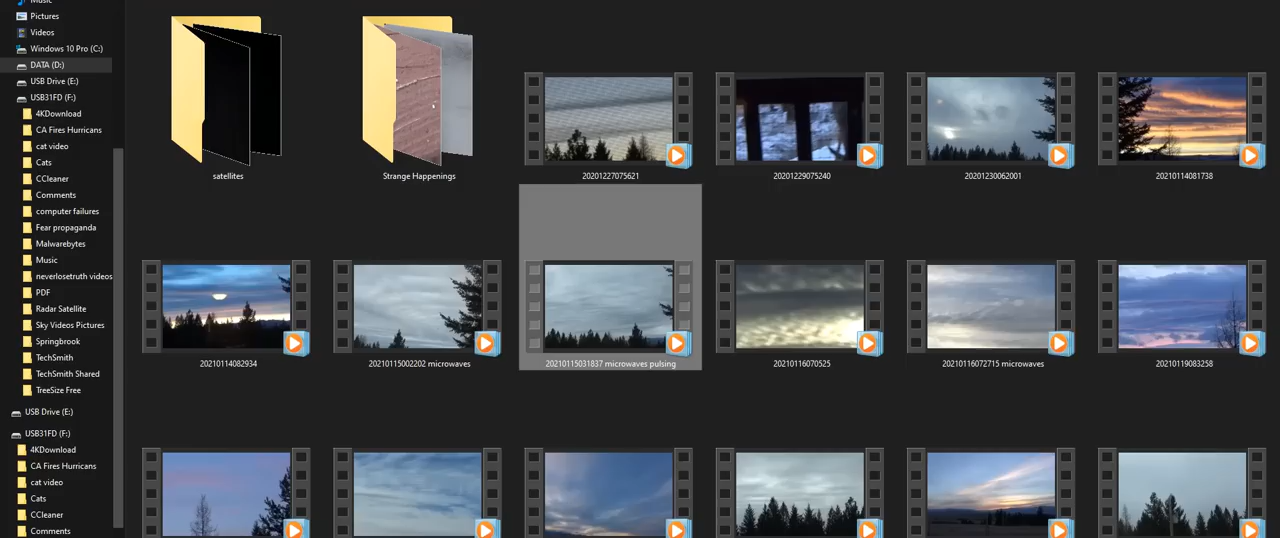 Music
Pictures
Videos
Windows 10 Pro (C:)
DATA (D:)
USB Drive (E:)
USB31FD (F:)
4KDownload
CA Fires Hurricans
cat video
Cats
CCleaner
Comments
computer failures
Fear propaganda
Malwarebytes
Music
neverlosetruth videos
PDF
Radar Satellite
Sky Videos Pictures
Springbrook
TechSmith
TechSmith Shared
TreeSize Free
USB Drive (E:)
USB31FD (F:)
4KDownload
CA Fires Hurricans
cat video
Cats
CCleaner
Comments
satellites
Strange Happenings
20201227075621
20201229075240
20201230062001
20210114081738
20210114082934
20210115002202 microwaves
20210115031837 microwaves pulsing
20210116070525
20210116072715 microwaves
20210119083258